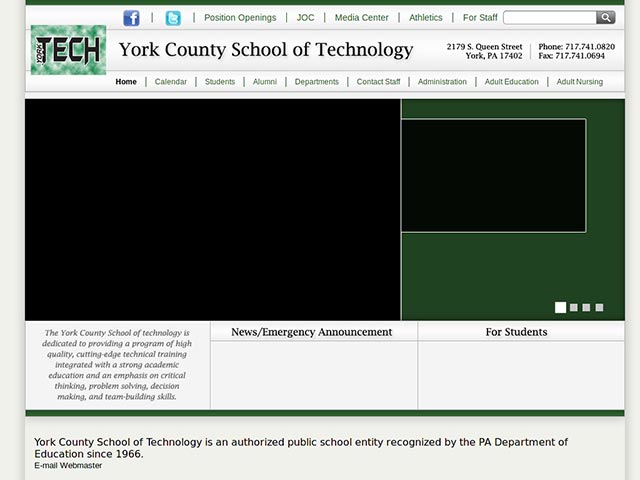 Position Openings
JOC
Media Center
Athletics
For Staff
YORK TECH
York County School of Technology
2179 S. Queen Street
York, PA 17402
Phone: 717.741.0820
Fax: 717.741.0694
Home
Calendar
Students
Alumni
Departments
Contact Staff
Administration
Adult Education
Adult Nursing
The York County School of technology is
dedicated to providing a program of high
quality, cutting-edge technical training
integrated with a strong academic
education and an emphasis on critical
thinking, problem solving, decision
making, and team-building skills.
News/Emergency Announcement
For Students
York County School of Technology is an authorized public school entity recognized by the PA Department of
Education since 1966.
E-mail Webmaster